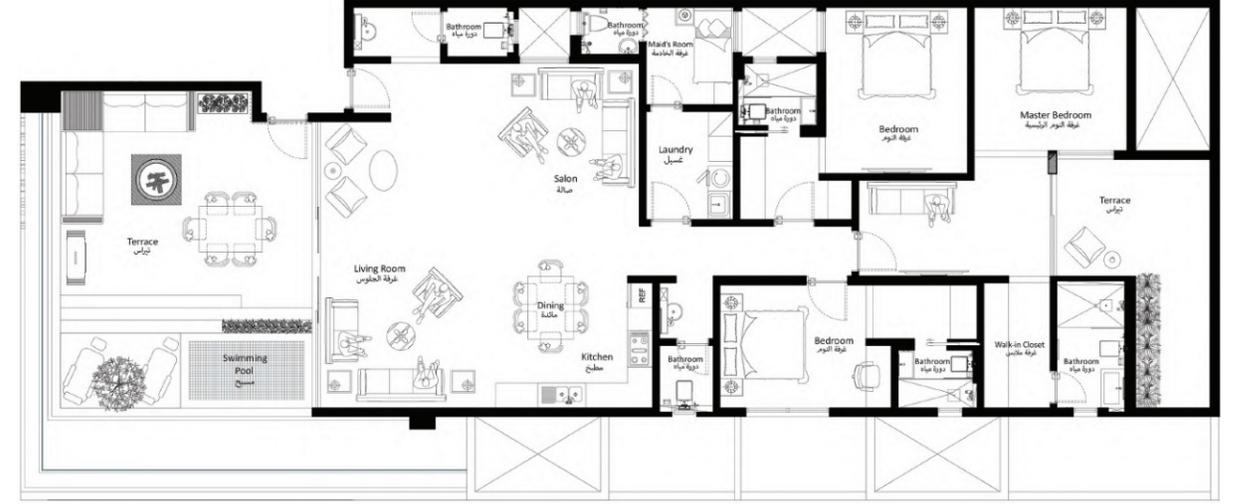 Bathroom
دورة مياه
Bathroom
دورة مياه
Maid's Room
غرفة الخادمة
Bedroom
غرفة النوم
Master Bedroom
غرفة النوم الرئيسية
Bathroom
دورة مياه
Laundry
غسيل
Salon
صالة
Terrace
تيراس
Terrace
تيراس
Living Room
غرفة الجلوس
Dining
مائدة
REF
Kitchen
مطبخ
Bathroom
دورة مياه
Bedroom
غرفة النوم
Bathroom
دورة مياه
Walk-in Closet
غرفة ملابس
Bathroom
دورة مياه
Swimming
Pool
مسبح